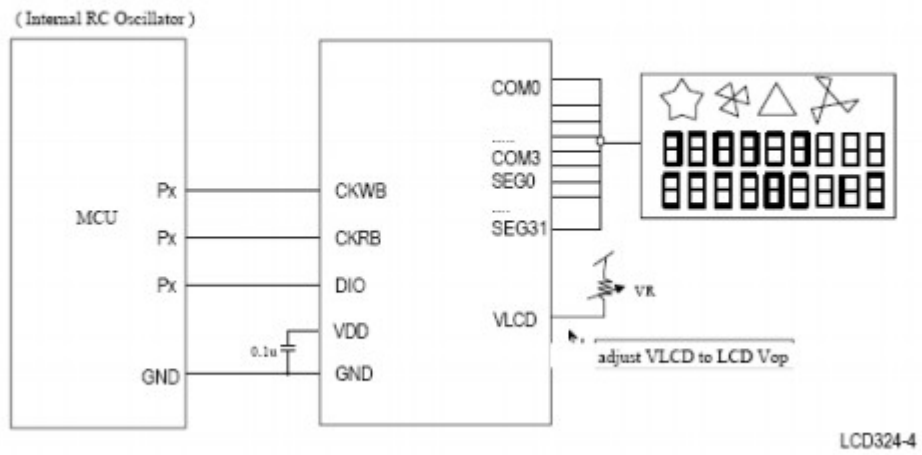 ( Internal RC Oscillator )
COM0
.....
COM3
SEG0
.....
SEG31
Px
CKWB
MCU
Px
CKRB
Px
DIO
VR
VDD
VLCD
0.1u
adjust VLCD to LCD Vop
GND
GND
LCD324-4